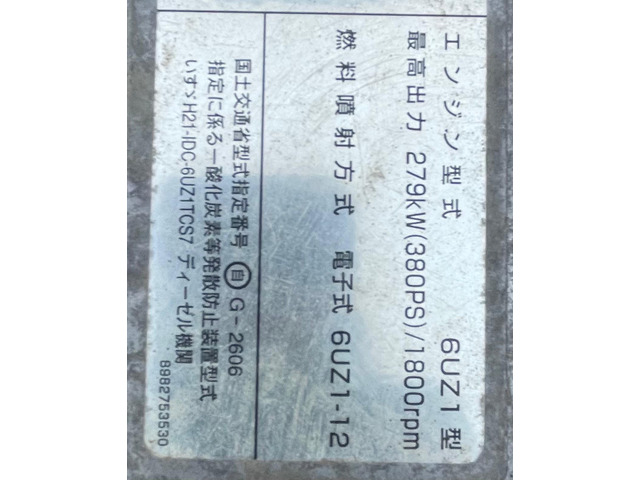 エンジン型式 6UZ1型
最高出力 279kW(380PS)/1800rpm
燃料噴射方式 電子式 6UZ1-12
国土交通省型式指定番号 自 G-2606
指定に係る一酸化炭素等発散防止装置型式
いすゞH21-IDC-6UZ1TCS7 ディーゼル機関
8982753530